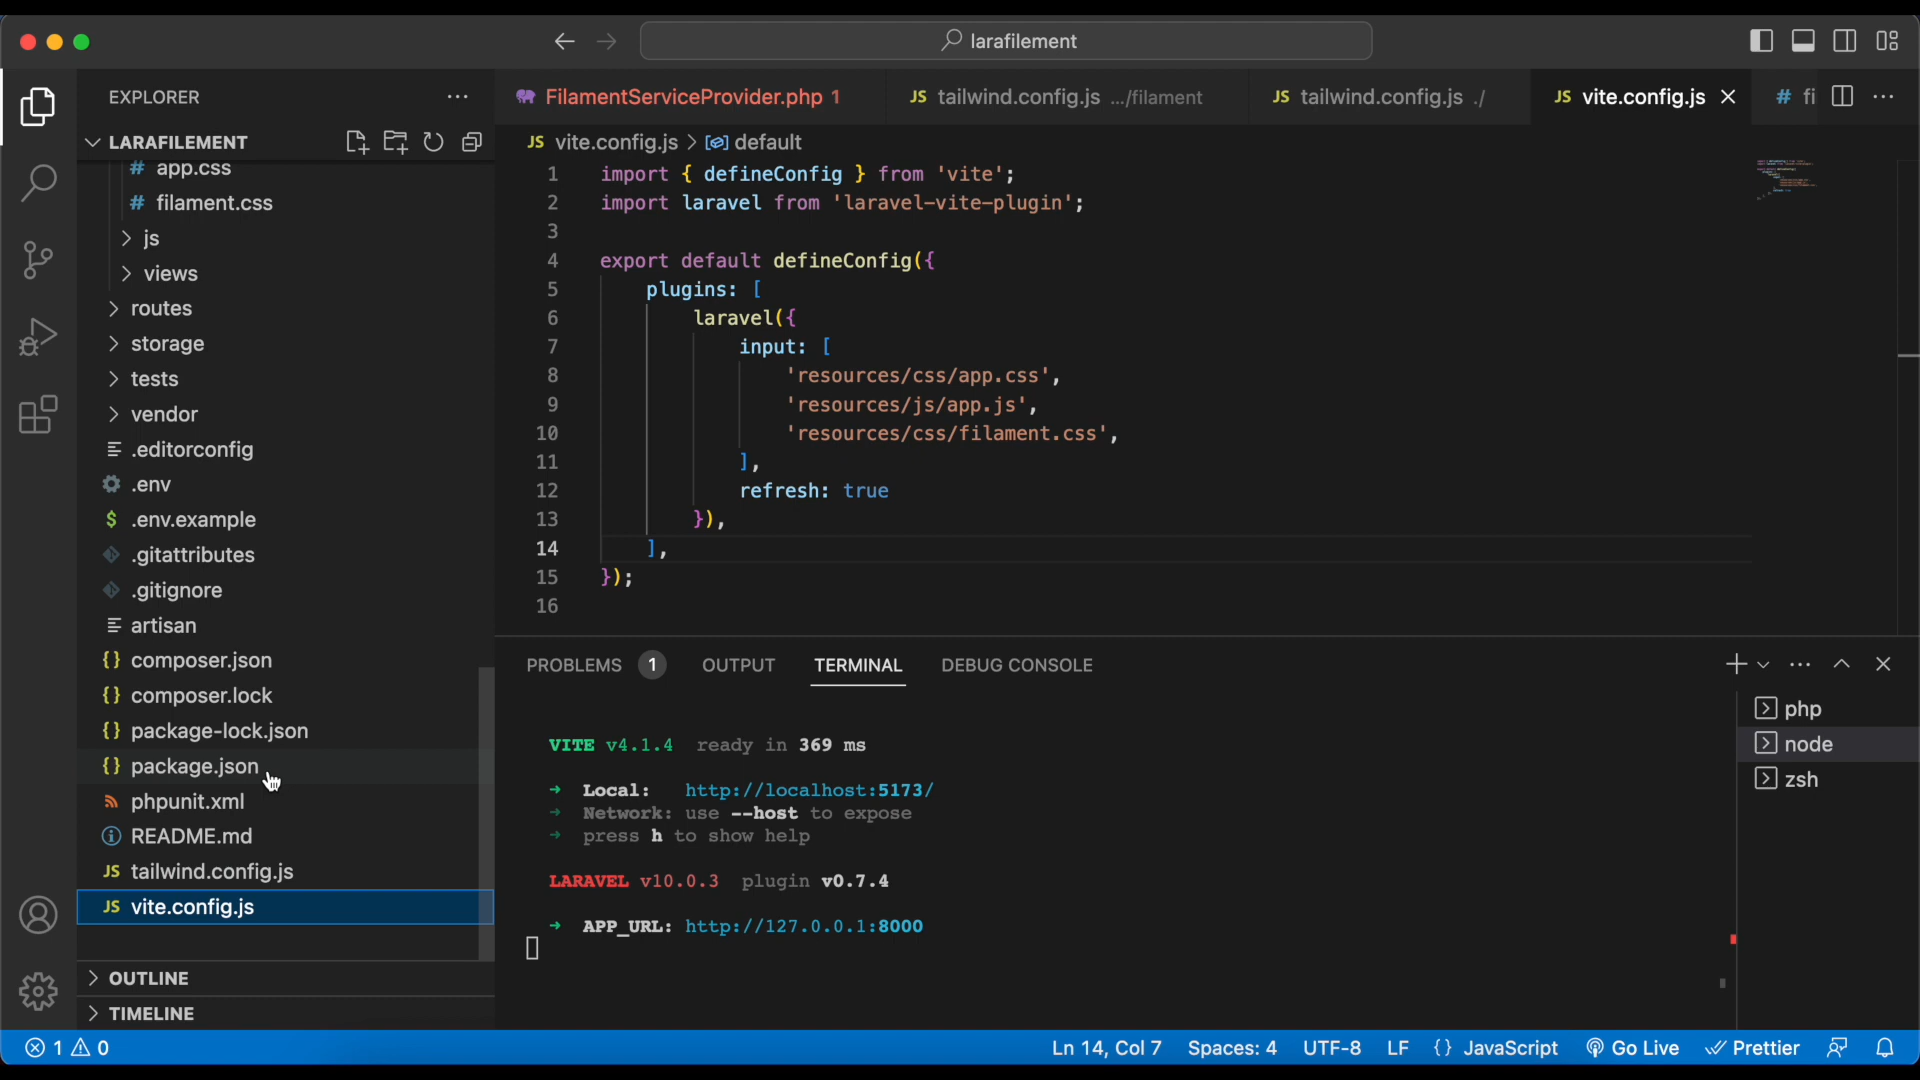 larafilement
EXPLORER
LARAFILEMENT
# app.css
# filament.css
js
views
routes
storage
tests
vendor
.editorconfig
.env
$ .env.example
.gitattributes
.gitignore
artisan
{} composer.json
{} composer.lock
{} package-lock.json
{} package.json
phpunit.xml
README.md
JS tailwind.config.js
JS vite.config.js
OUTLINE
TIMELINE
FilamentServiceProvider.php 1
JS tailwind.config.js .../filament
JS tailwind.config.js ./
JS vite.config.js
# fi
JS vite.config.js > default
1 import { defineConfig } from 'vite';
2 import laravel from 'laravel-vite-plugin';
3
4 export default defineConfig({
5 plugins: [
6 laravel({
7 input: [
8 'resources/css/app.css',
9 'resources/js/app.js',
10 'resources/css/filament.css',
11 ],
12 refresh: true
13 }),
14 ],
15 });
16
PROBLEMS 1 OUTPUT TERMINAL DEBUG CONSOLE
VITE v4.1.4 ready in 369 ms
➜ Local: http://localhost:5173/
➜ Network: use --host to expose
➜ press h to show help
LARAVEL v10.0.3 plugin v0.7.4
➜ APP_URL: http://127.0.0.1:8000
php
node
zsh
1 0
Ln 14, Col 7 Spaces: 4 UTF-8 LF {} JavaScript Go Live Prettier